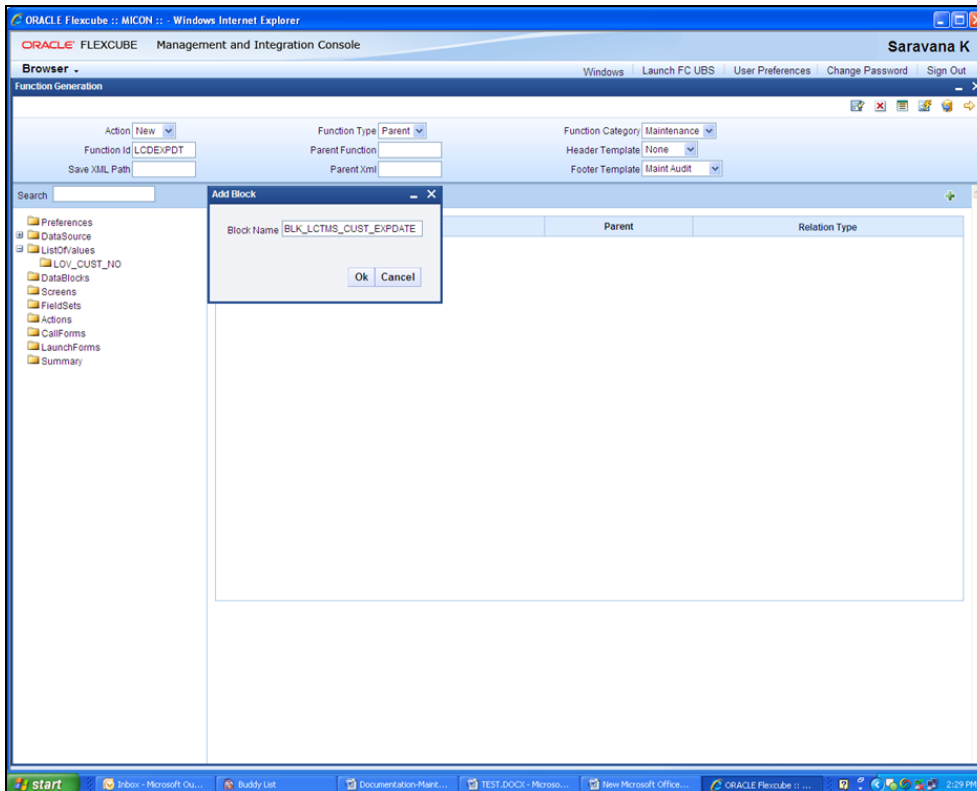 ORACLE Flexcube :: MICON :: - Windows Internet Explorer
ORACLE FLEXCUBE Management and Integration Console
Saravana K
Browser
Windows Launch FC UBS User Preferences Change Password Sign Out
Function Generation
Action New Function Type Parent Function Category Maintenance
Function Id LCDEXPDT Parent Function Header Template None
Save XML Path Parent Xml Footer Template Maint Audit
Search
Add Block
Block Name BLK_LCTMS_CUST_EXPDATE
Ok Cancel
Parent Relation Type
Preferences
DataSource
ListOfValues
LOV_CUST_NO
DataBlocks
Screens
FieldSets
Actions
CallForms
LaunchForms
Summary
start Inbox - Microsoft Ou... Buddy List Documentation-Maint... TEST.DOCX - Microso... New Microsoft Office... ORACLE Flexcube :: ... 2:29 PM